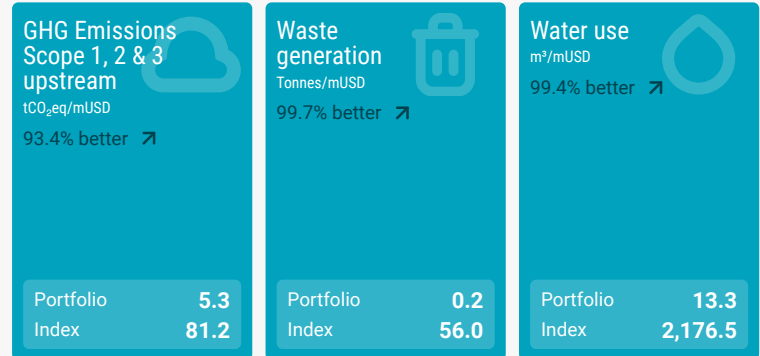 GHG Emissions
Scope 1, 2 & 3
upstream
tCO₂eq/mUSD
93.4% better
Portfolio 5.3
Index 81.2
Waste
generation
Tonnes/mUSD
99.7% better
Portfolio 0.2
Index 56.0
Water use
m³/mUSD
99.4% better
Portfolio 13.3
Index 2,176.5